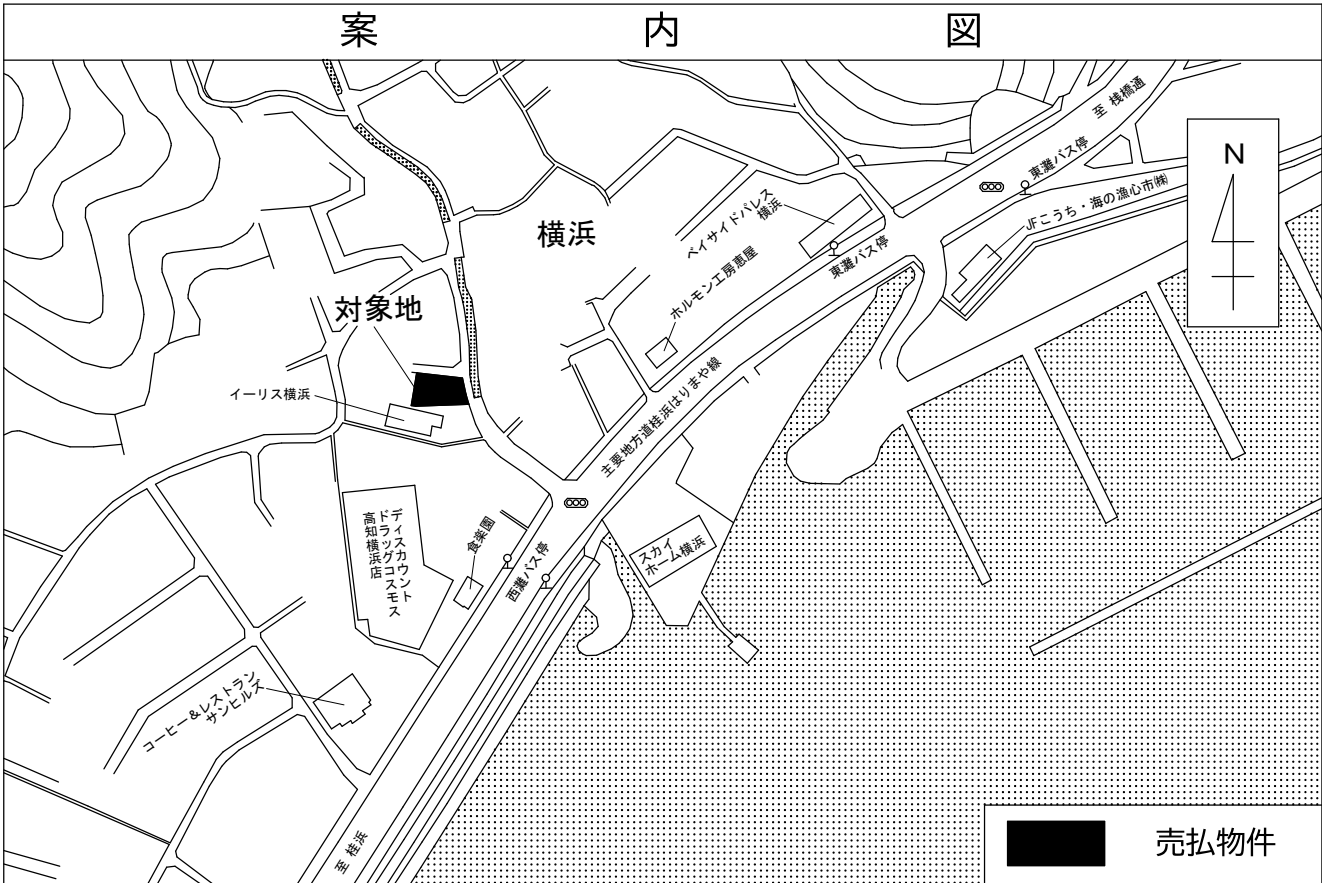 案内図
至 桟橋通
東灘バス停
N
JFこうち・海の漁心市㈱
ベイサイドパレス
横浜
横浜
東灘バス停
ホルモン工房恵屋
対象地
イーリス横浜
主要地方道桂浜はりまや線
ディスカウント
ドラッグコスモス
高知横浜店
食楽園
西灘バス停
スカイ
ホーム横浜
コーヒー&レストラン
サンヒルズ
至 桂浜
売払物件